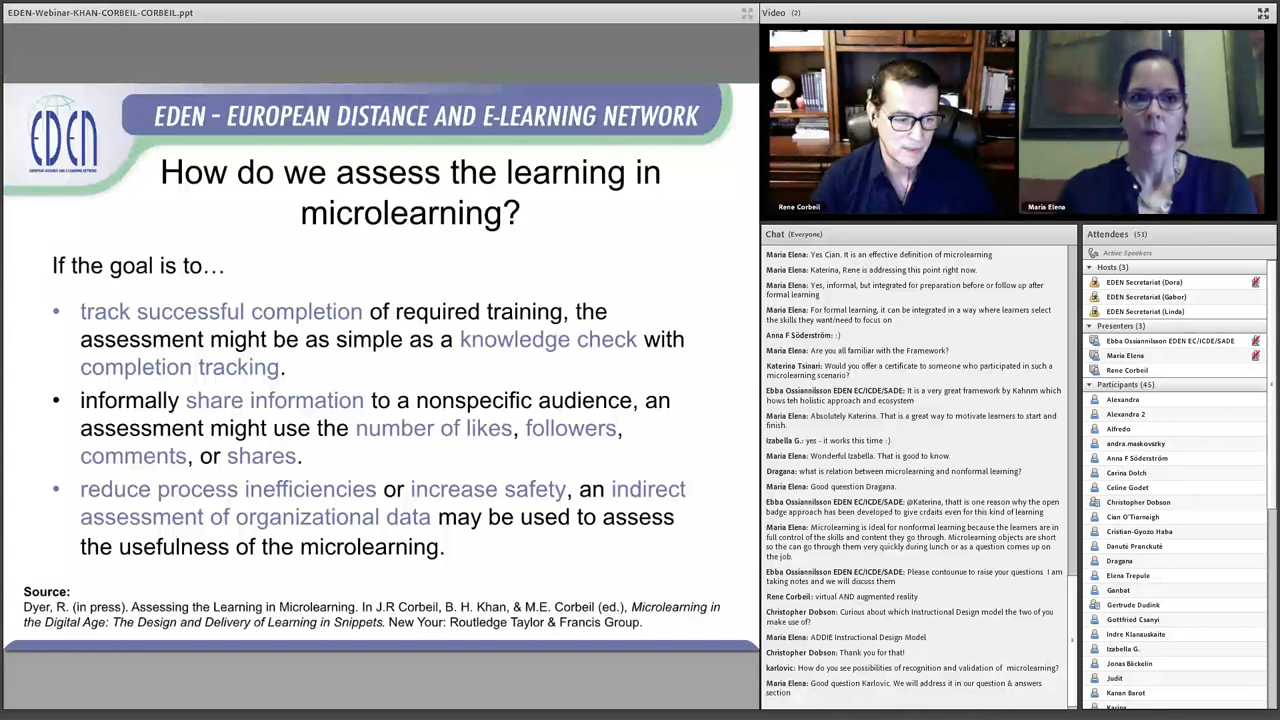 EDEN-Webinar-KHAN-CORBEIL-CORBEIL.ppt
EDEN
EUROPEAN DISTANCE AND E-LEARNING NETWORK
EDEN - EUROPEAN DISTANCE AND E-LEARNING NETWORK
How do we assess the learning in
microlearning?
If the goal is to…
• track successful completion of required training, the
assessment might be as simple as a knowledge check with
completion tracking.
• informally share information to a nonspecific audience, an
assessment might use the number of likes, followers,
comments, or shares.
• reduce process inefficiencies or increase safety, an indirect
assessment of organizational data may be used to assess
the usefulness of the microlearning.
Source:
Dyer, R. (in press). Assessing the Learning in Microlearning. In J.R Corbeil, B. H. Khan, & M.E. Corbeil (ed.), Microlearning
in the Digital Age: The Design and Delivery of Learning in Snippets. New Your: Routledge Taylor & Francis Group.
Video (2)
Rene Corbeil
Maria Elena
Chat (Everyone)
Maria Elena: Yes Cian. It is an effective definition of microlearning
Maria Elena: Katerina, Rene is addressing this point right now.
Maria Elena: Yes, informal, but integrated for preparation before or follow up after
formal learning
Maria Elena: For formal learning, it can be integrated in a way where learners select
the skills they want/need to focus on
Anna F Söderström: :)
Maria Elena: Are you all familiar with the Framework?
Katerina Tsinari: Would you offer a certificate to someone who participated in such a
microlearning scenario?
Ebba Ossiannilsson EDEN EC/ICDE/SADE: It is a very great framework by Kahnm which
hows teh holistic approach and ecosystem
Maria Elena: Absolutely Katerina. That is a great way to motivate learners to start and
finish.
Izabella G.: yes - it works this time :)
Maria Elena: Wonderful Izabella. That is good to know.
Dragana: what is relation between microlearning and nonformal learning?
Maria Elena: Good question Dragana.
Ebba Ossiannilsson EDEN EC/ICDE/SADE: @Katerina, thatt is one reason why the open
badge approach has been developed to give crdaits even for this kind of learning
Maria Elena: Microlearning is ideal for nonformal learning because the learners are in
full control of the skills and content they go through. Microlearning objects are short
so the can go through them very quickly during lunch or as a question comes up on
the job.
Ebba Ossiannilsson EDEN EC/ICDE/SADE: Please contounue to raise your questions I am
taking notes and we will discuss them
Rene Corbeil: virtual AND augmented reality
Christopher Dobson: Curious about which Instructional Design model the two of you
make use of?
Maria Elena: ADDIE Instructional Design Model
Christopher Dobson: Thank you for that!
karlovic: How do you see possibilities of recognition and validation of microlearning?
Maria Elena: Good question Karlovic. We will address it in our question & answers
section
Attendees (51)
Active Speakers
Hosts (3)
EDEN Secretariat (Dora)
EDEN Secretariat (Gabor)
EDEN Secretariat (Linda)
Presenters (3)
Ebba Ossiannilsson EDEN EC/ICDE/SADE
Maria Elena
Rene Corbeil
Participants (45)
Alexandra
Alexandra 2
Alfredo
andra.maskovszky
Anna F Söderström
Carina Dolch
Celine Godet
Christopher Dobson
Cian O'Tiarnaigh
Cristian-Gyozo Haba
Danutė Pranckutė
Dragana
Elena Trepule
Ganbat
Gertrude Dudink
Gottfried Csanyi
Indre Klanauskaite
Izabella G.
Jonas Bäckelin
Judit
Kanan Barot